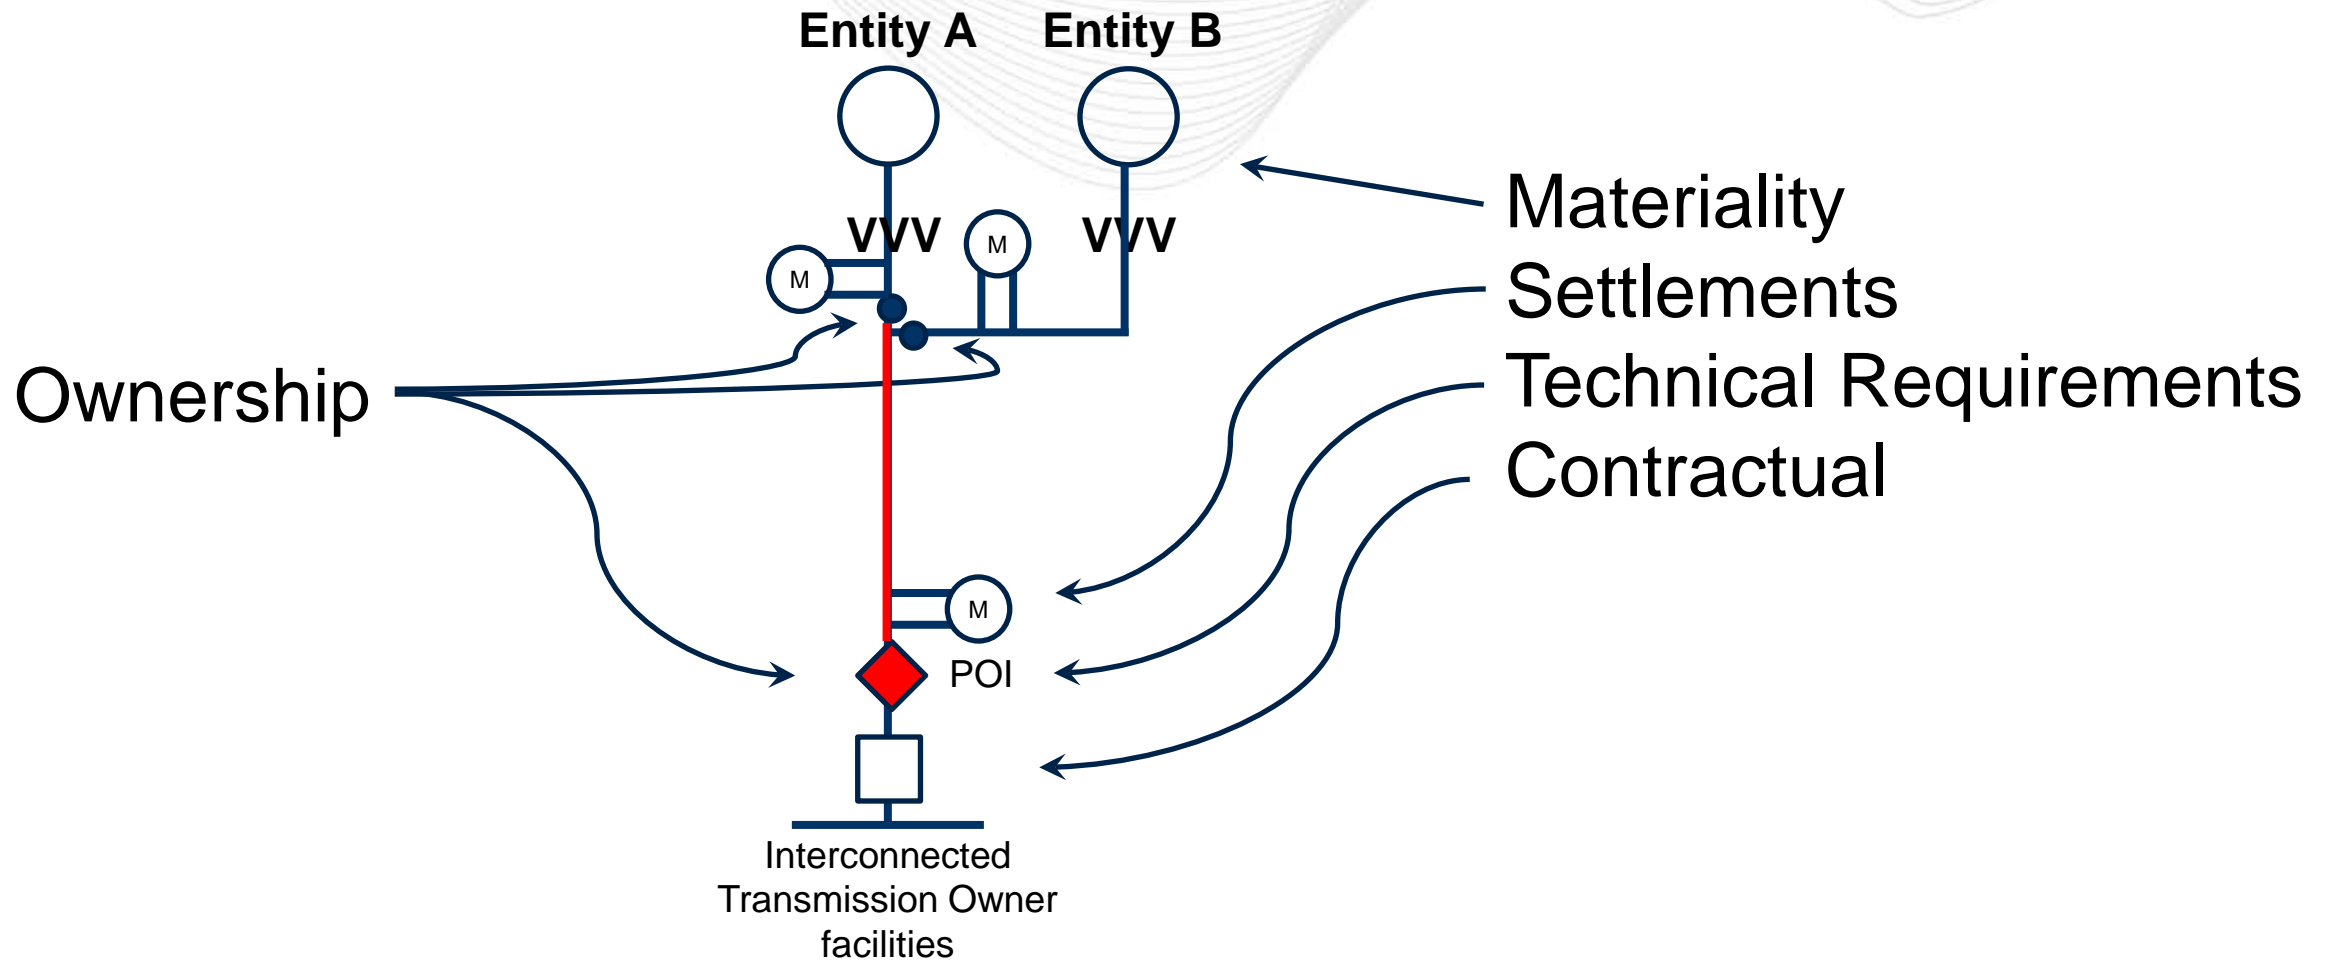 Entity A
Entity B
VVV
M
VVV
M
Ownership
Materiality
Settlements
Technical Requirements
Contractual
M
POI
Interconnected
Transmission Owner
facilities